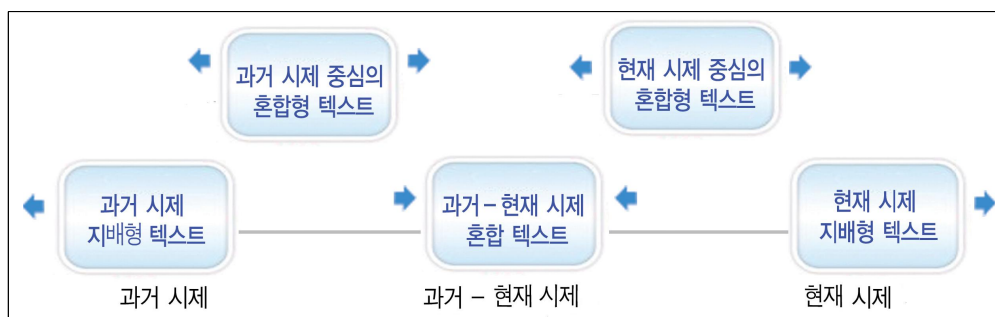 과거 시제 중심의
혼합형 텍스트
현재 시제 중심의
혼합형 텍스트
과거 시제
지배형 텍스트
과거 – 현재 시제
혼합 텍스트
현재 시제
지배형 텍스트
과거 시제
과거 – 현재 시제
현재 시제